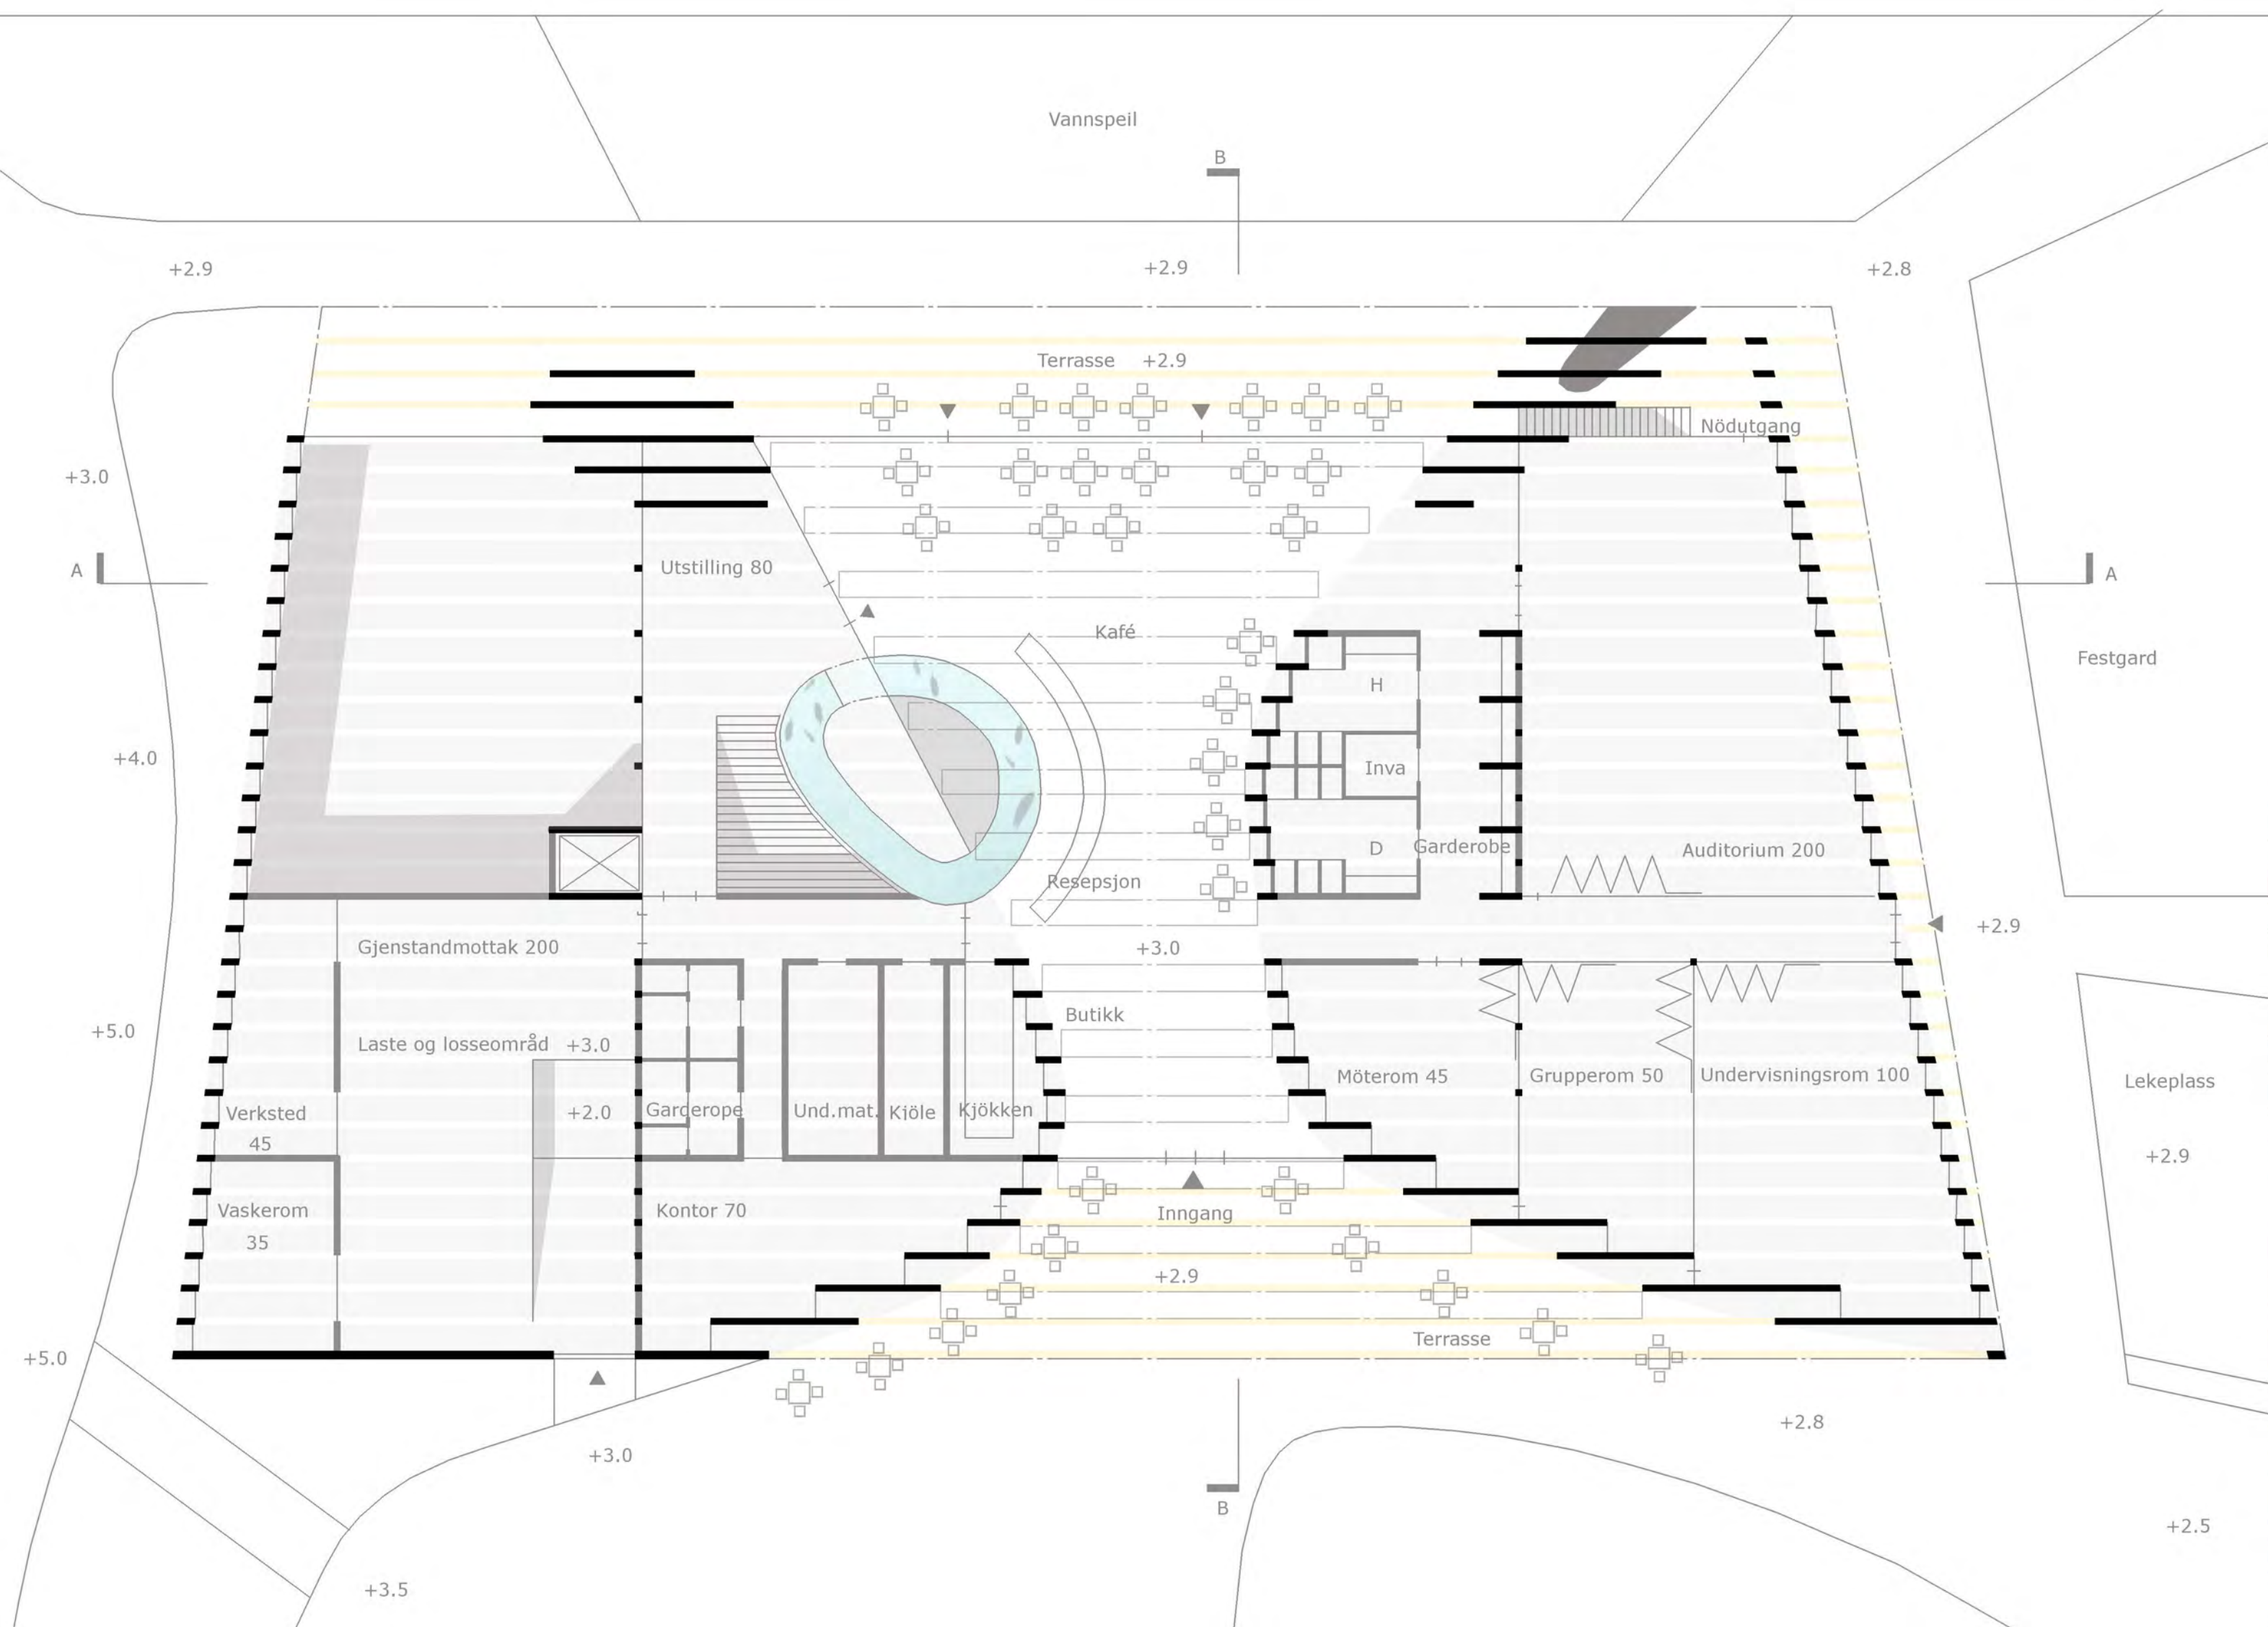 Vannspeil
B
+2.9
+2.9
+2.8
Terrasse +2.9
Nödutgang
+3.0
A
A
Utstilling 80
Kafé
Festgard
H
+4.0
Inva
D
Garderobe
Auditorium 200
Resepsjon
+2.9
Gjenstandmottak 200
+3.0
+5.0
Butikk
Laste og losseområd +3.0
Möterom 45
Grupperom 50
Undervisningsrom 100
Lekeplass
Verksted
45
+2.0
Garderope
Und.mat.
Kjöle
Kjökken
+2.9
Vaskerom
35
Kontor 70
Inngang
+2.9
Terrasse
+5.0
+2.8
+3.0
B
+2.5
+3.5